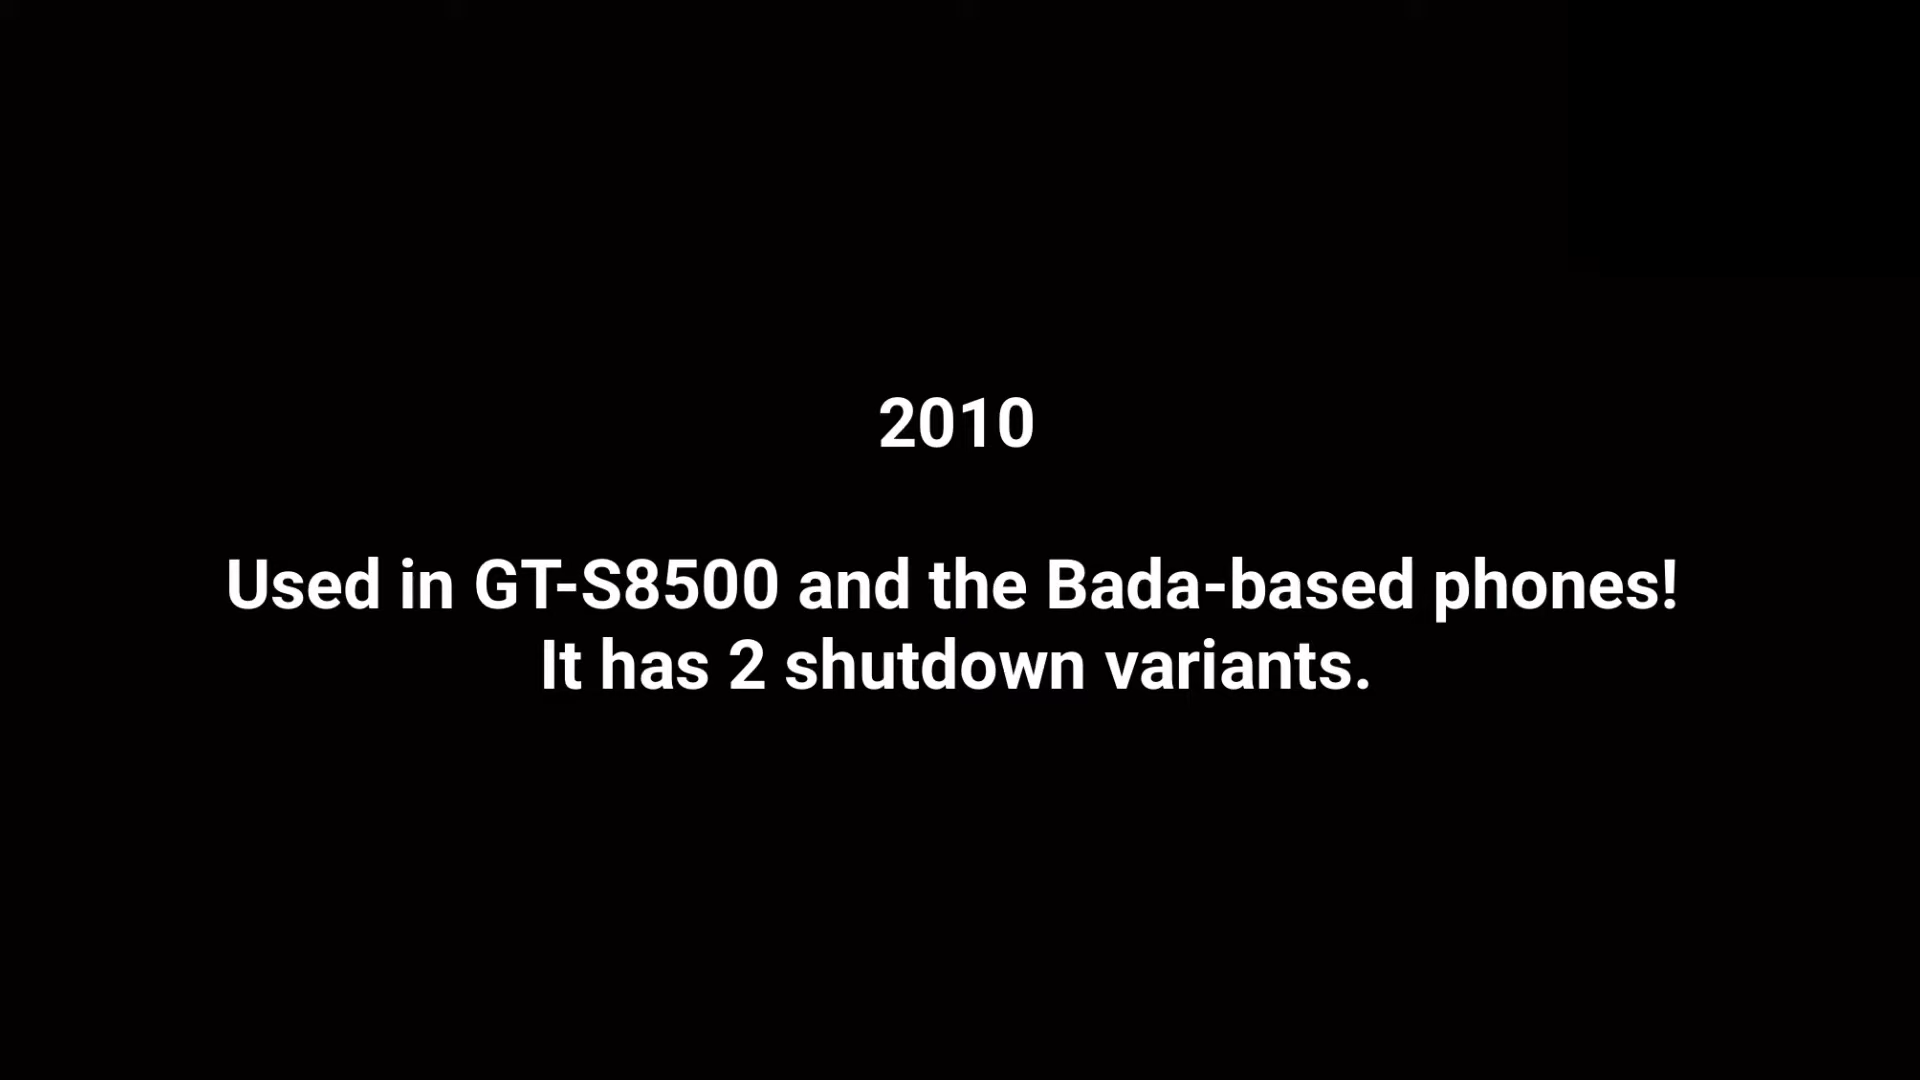 2010
Used in GT-S8500 and the Bada-based phones!
It has 2 shutdown variants.